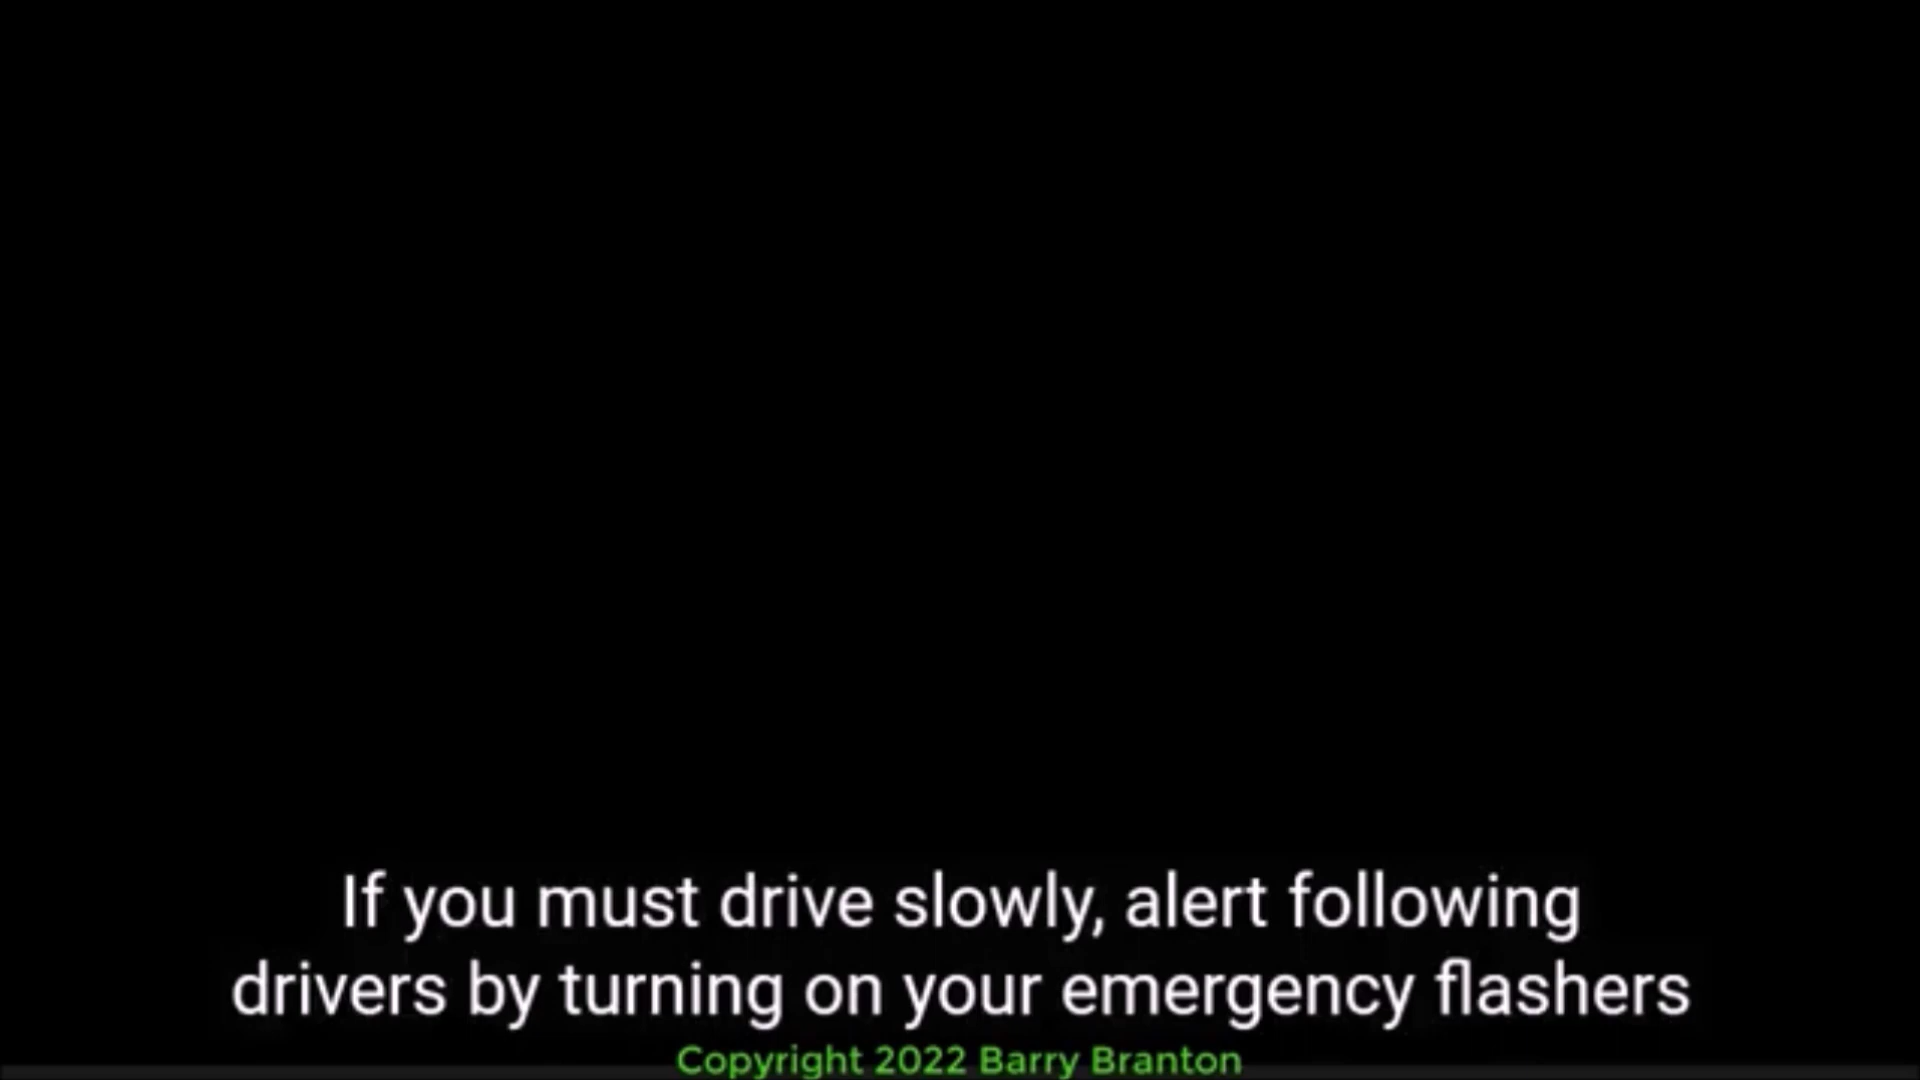 If you must drive slowly, alert following
drivers by turning on your emergency flashers
Copyright 2022 Barry Branton